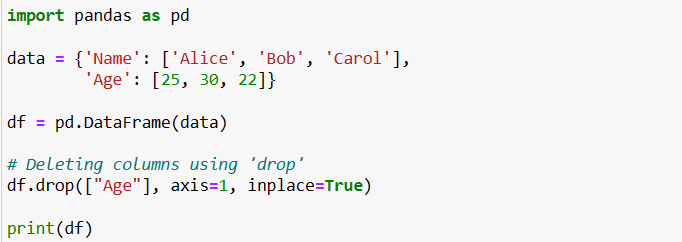 import pandas as pd
data = {'Name': ['Alice', 'Bob', 'Carol'],
        'Age': [25, 30, 22]}
df = pd.DataFrame(data)
# Deleting columns using 'drop'
df.drop(["Age"], axis=1, inplace=True)
print(df)